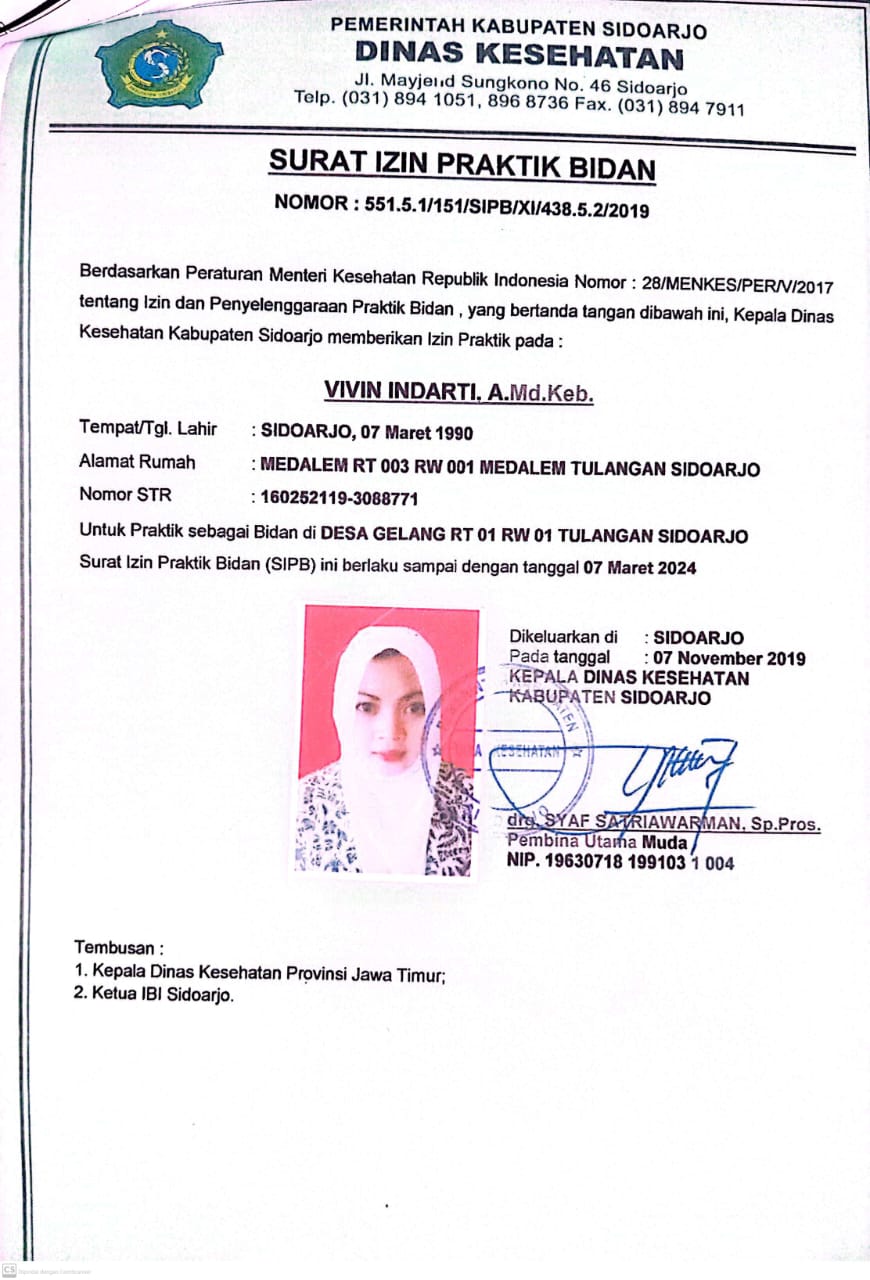 PEMERINTAH KABUPATEN SIDOARJO
DINAS KESEHATAN
Jl. Mayjend Sungkono No. 46 Sidoarjo
Telp. (031) 894 1051, 896 8736 Fax. (031) 894 7911
SURAT IZIN PRAKTIK BIDAN
NOMOR : 551.5.1/151/SIPB/XI/438.5.2/2019
Berdasarkan Peraturan Menteri Kesehatan Republik Indonesia Nomor : 28/MENKES/PER/V/2017
tentang Izin dan Penyelenggaraan Praktik Bidan , yang bertanda tangan dibawah ini, Kepala Dinas
Kesehatan Kabupaten Sidoarjo memberikan Izin Praktik pada :
VIVIN INDARTI, A.Md.Keb.
Tempat/Tgl. Lahir : SIDOARJO, 07 Maret 1990
Alamat Rumah : MEDALEM RT 003 RW 001 MEDALEM TULANGAN SIDOARJO
Nomor STR : 160252119-3088771
Untuk Praktik sebagai Bidan di DESA GELANG RT 01 RW 01 TULANGAN SIDOARJO
Surat Izin Praktik Bidan (SIPB) ini berlaku sampai dengan tanggal 07 Maret 2024
Dikeluarkan di : SIDOARJO
Pada tanggal : 07 November 2019
KEPALA DINAS KESEHATAN
KABUPATEN SIDOARJO
KESEHATAN
drg. SYAF SATRIAWARMAN, Sp.Pros.
Pembina Utama Muda
NIP. 19630718 199103 1 004
Tembusan :
1. Kepala Dinas Kesehatan Provinsi Jawa Timur;
2. Ketua IBI Sidoarjo.
CS